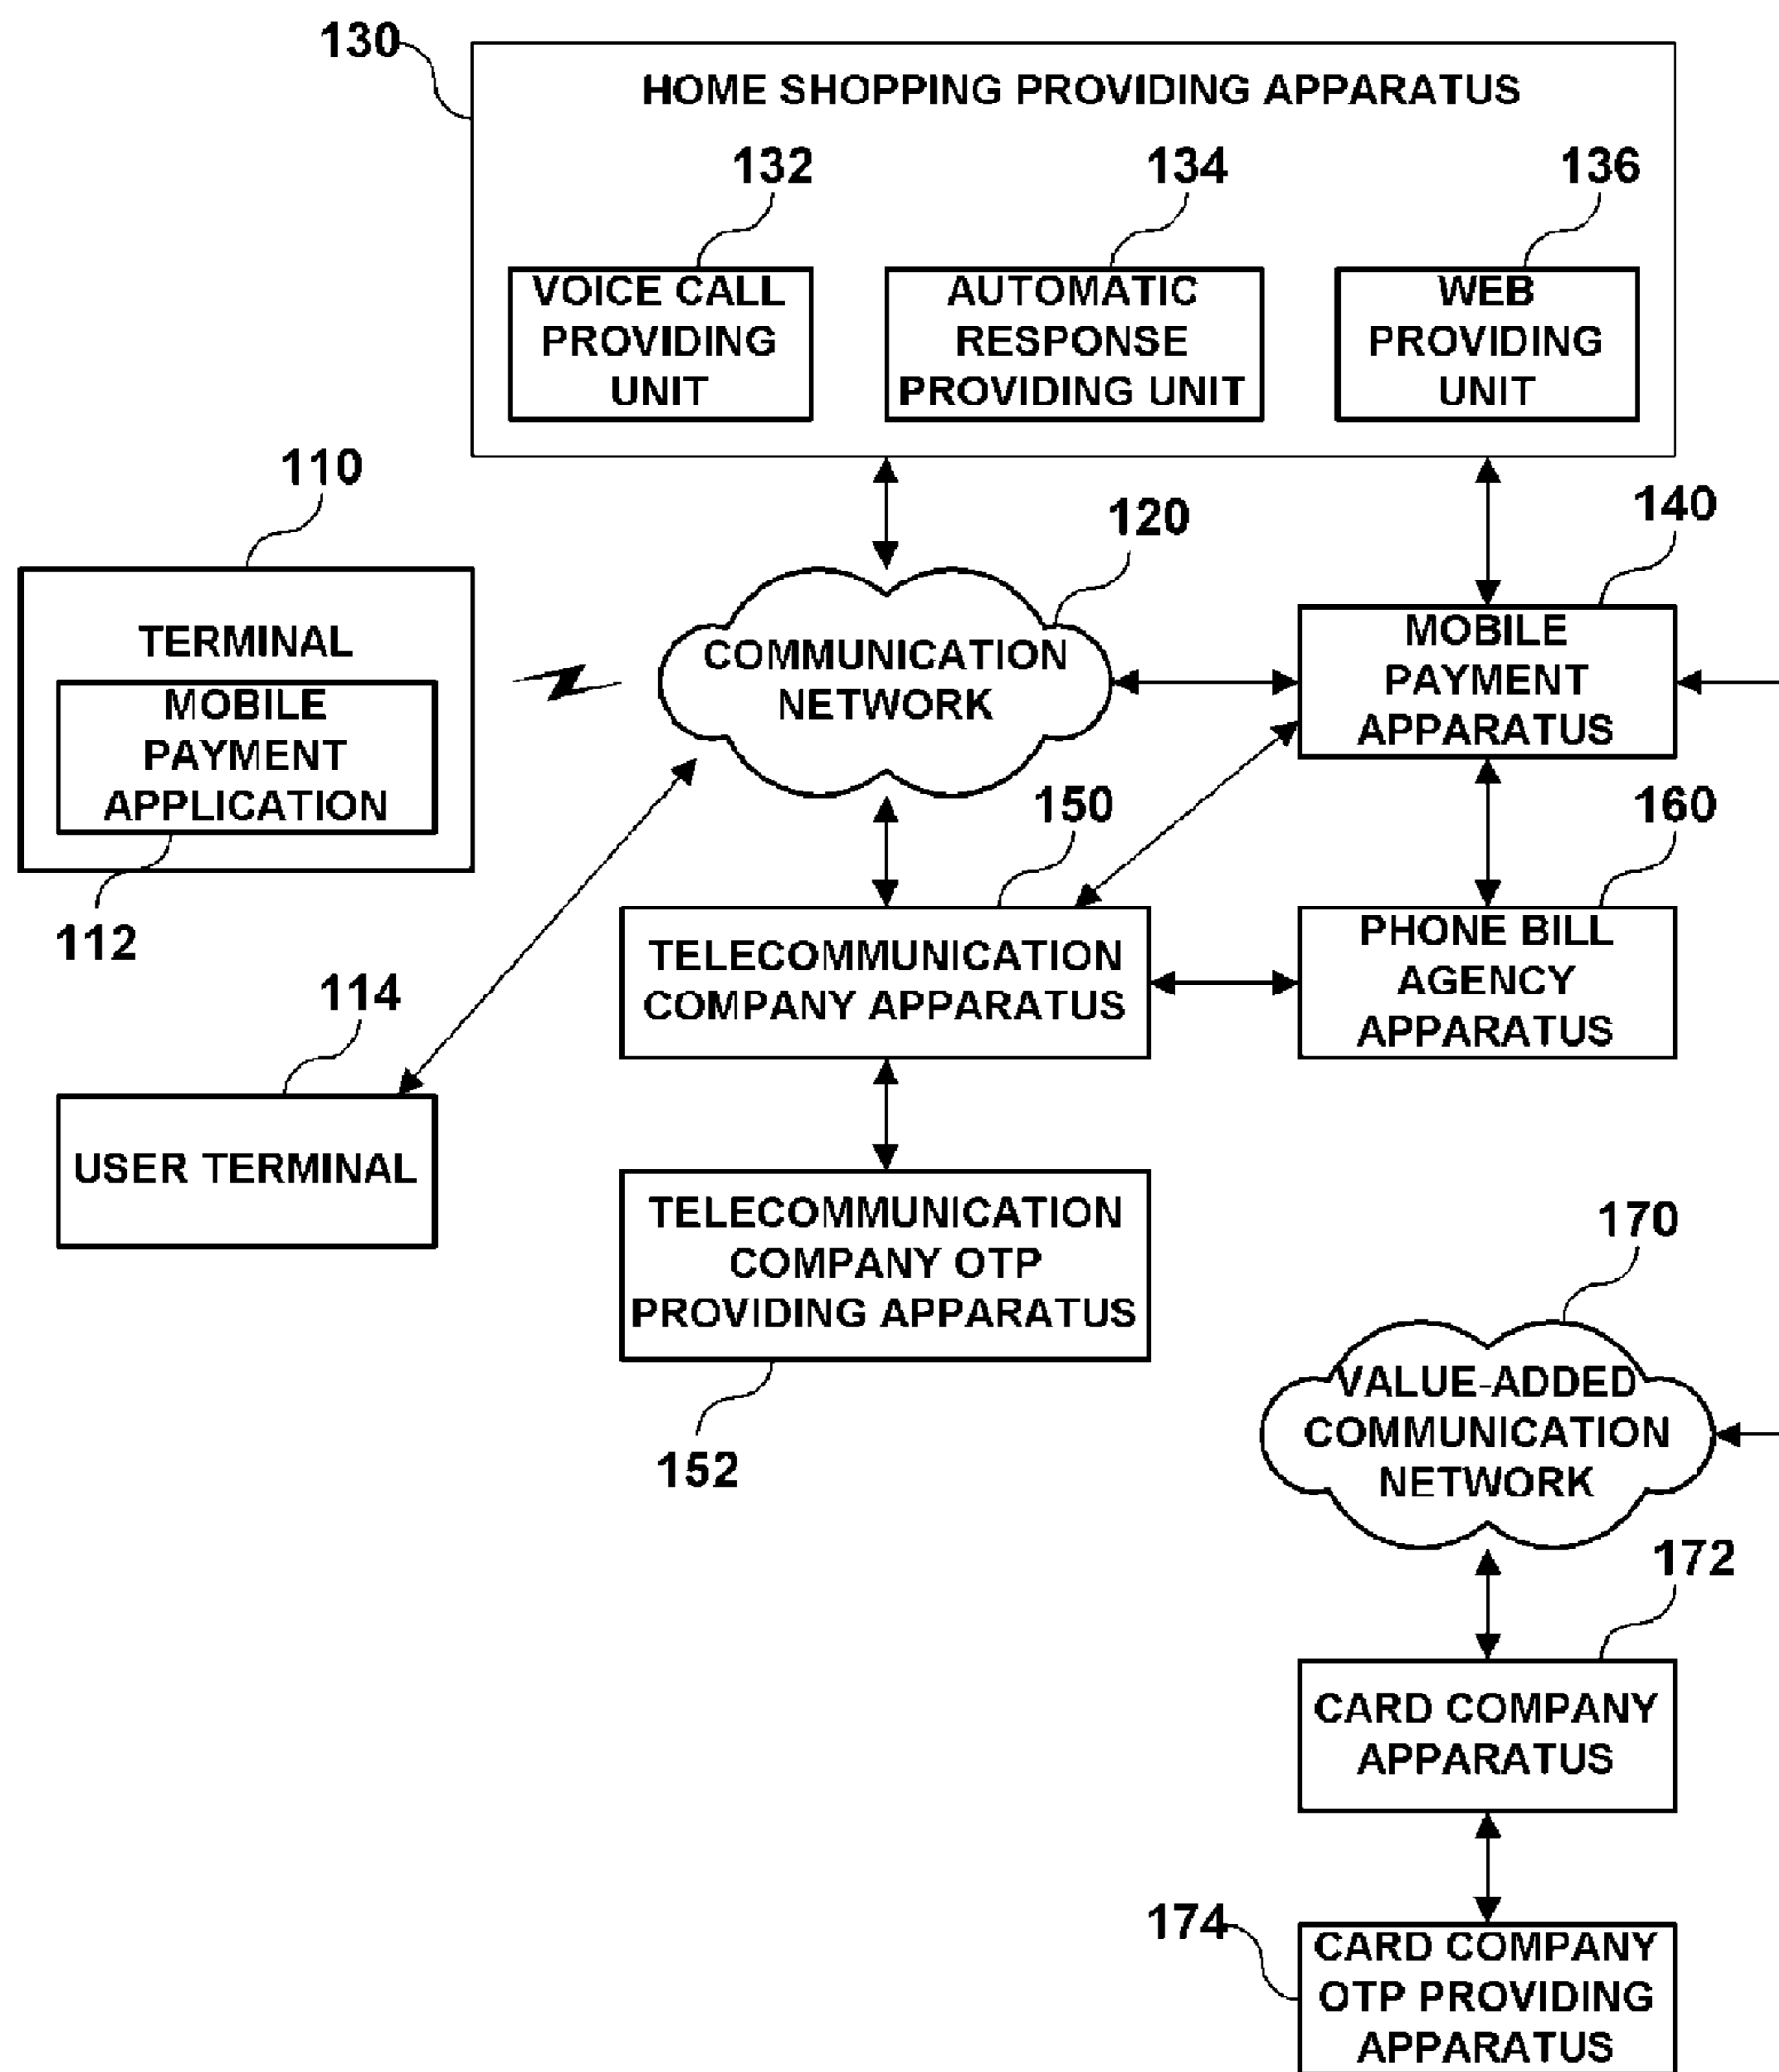 130
HOME SHOPPING PROVIDING APPARATUS
132
134
136
VOICE CALL
PROVIDING
UNIT
AUTOMATIC
RESPONSE
PROVIDING UNIT
WEB
PROVIDING
UNIT
110
120
140
TERMINAL
MOBILE
PAYMENT
APPLICATION
112
COMMUNICATION
NETWORK
MOBILE
PAYMENT
APPARATUS
150
160
114
TELECOMMUNICATION
COMPANY APPARATUS
PHONE BILL
AGENCY
APPARATUS
USER TERMINAL
TELECOMMUNICATION
COMPANY OTP
PROVIDING APPARATUS
152
170
VALUE-ADDED
COMMUNICATION
NETWORK
172
CARD COMPANY
APPARATUS
174
CARD COMPANY
OTP PROVIDING
APPARATUS